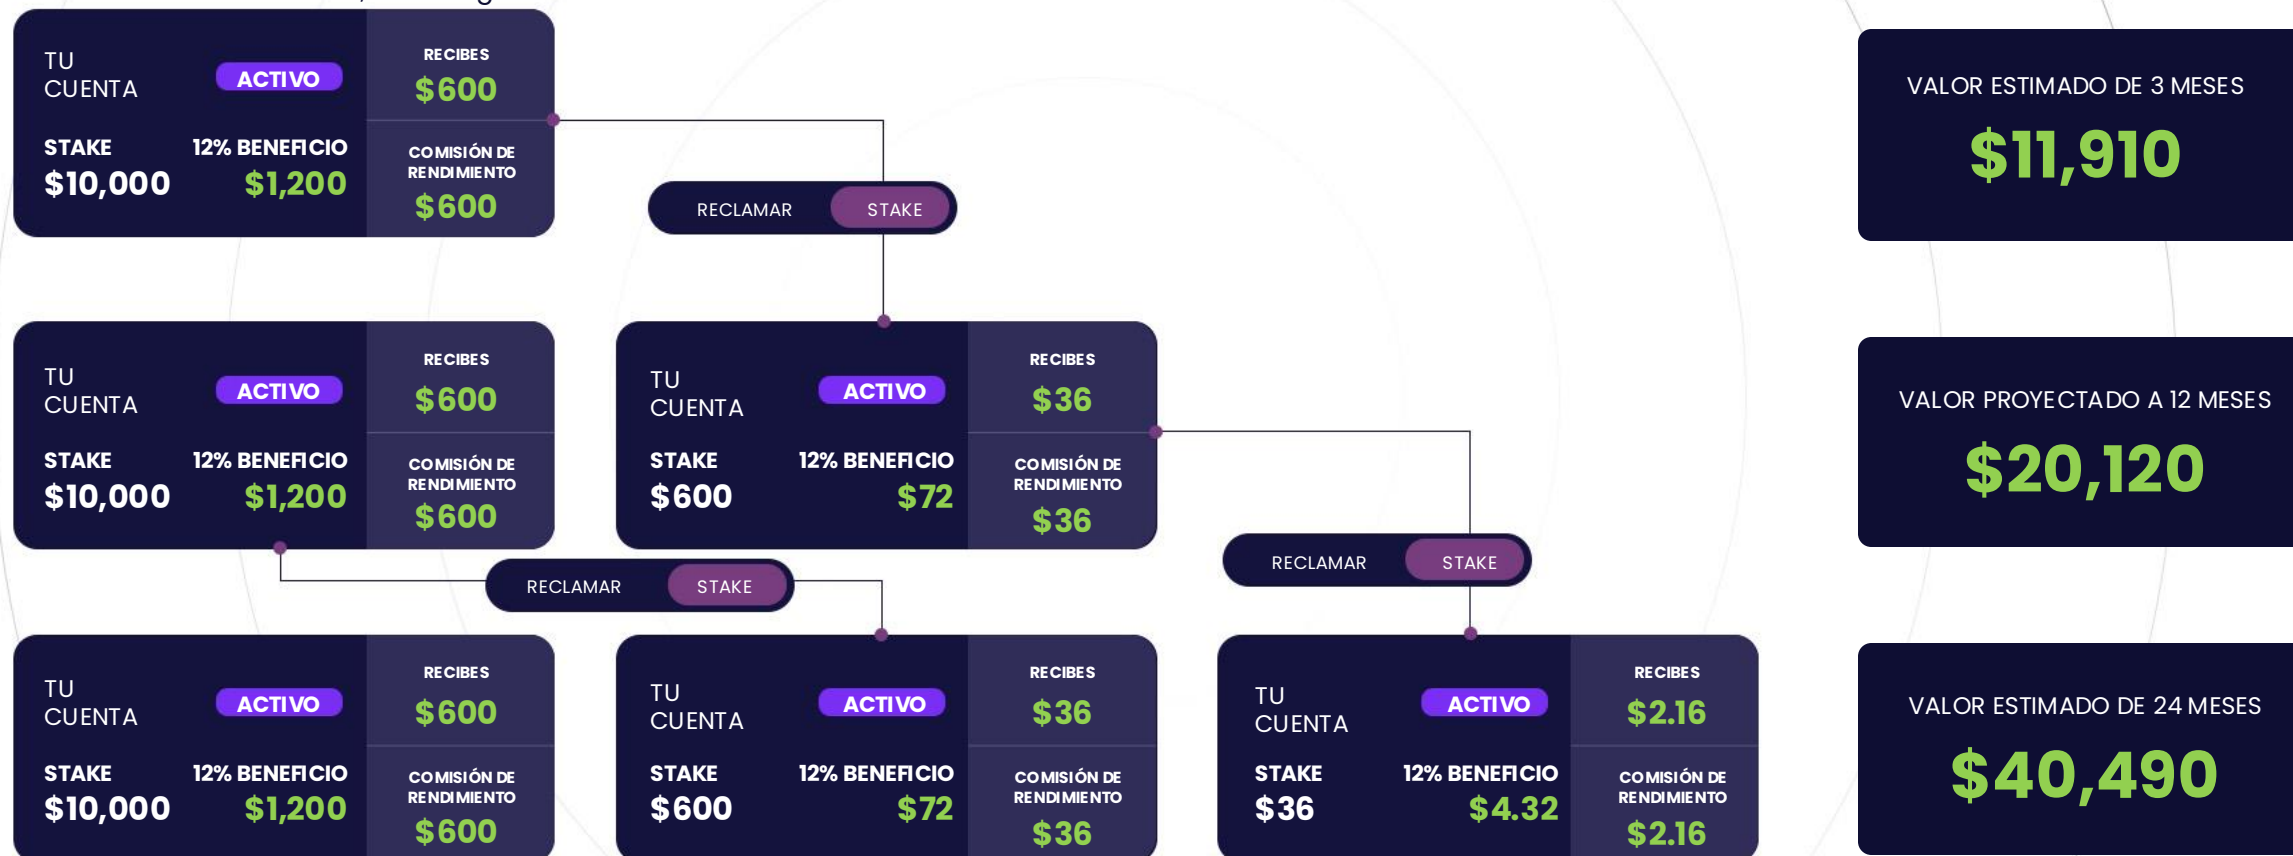 TU
CUENTA
ACTIVO
STAKE
$10,000
12% BENEFICIO
$1,200
RECIBES
$600
COMISIÓN DE
RENDIMIENTO
$600
RECLAMAR
STAKE
VALOR ESTIMADO DE 3 MESES
$11,910
TU
CUENTA
ACTIVO
STAKE
$10,000
12% BENEFICIO
$1,200
RECIBES
$600
COMISIÓN DE
RENDIMIENTO
$600
TU
CUENTA
ACTIVO
STAKE
$600
12% BENEFICIO
$72
RECIBES
$36
COMISIÓN DE
RENDIMIENTO
$36
VALOR PROYECTADO A 12 MESES
$20,120
RECLAMAR
STAKE
RECLAMAR
STAKE
TU
CUENTA
ACTIVO
STAKE
$10,000
12% BENEFICIO
$1,200
RECIBES
$600
COMISIÓN DE
RENDIMIENTO
$600
TU
CUENTA
ACTIVO
STAKE
$600
12% BENEFICIO
$72
RECIBES
$36
COMISIÓN DE
RENDIMIENTO
$36
TU
CUENTA
ACTIVO
STAKE
$36
12% BENEFICIO
$4.32
RECIBES
$2.16
COMISIÓN DE
RENDIMIENTO
$2.16
VALOR ESTIMADO DE 24 MESES
$40,490